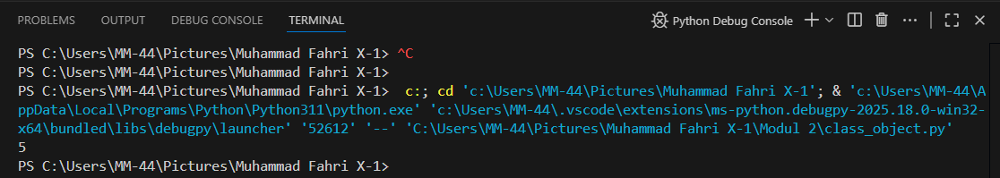 PROBLEMS OUTPUT DEBUG CONSOLE TERMINAL Python Debug Console
PS C:\Users\MM-44\Pictures\Muhammad Fahri X-1> ^C
PS C:\Users\MM-44\Pictures\Muhammad Fahri X-1>
PS C:\Users\MM-44\Pictures\Muhammad Fahri X-1>  c:; cd 'c:\Users\MM-44\Pictures\Muhammad Fahri X-1'; & 'c:\Users\MM-44\A
ppData\Local\Programs\Python\Python311\python.exe' 'c:\Users\MM-44\.vscode\extensions\ms-python.debugpy-2025.18.0-win32-
x64\bundled\libs\debugpy\launcher' '52612' '--' 'C:\Users\MM-44\Pictures\Muhammad Fahri X-1\Modul 2\class_object.py'
5
PS C:\Users\MM-44\Pictures\Muhammad Fahri X-1>